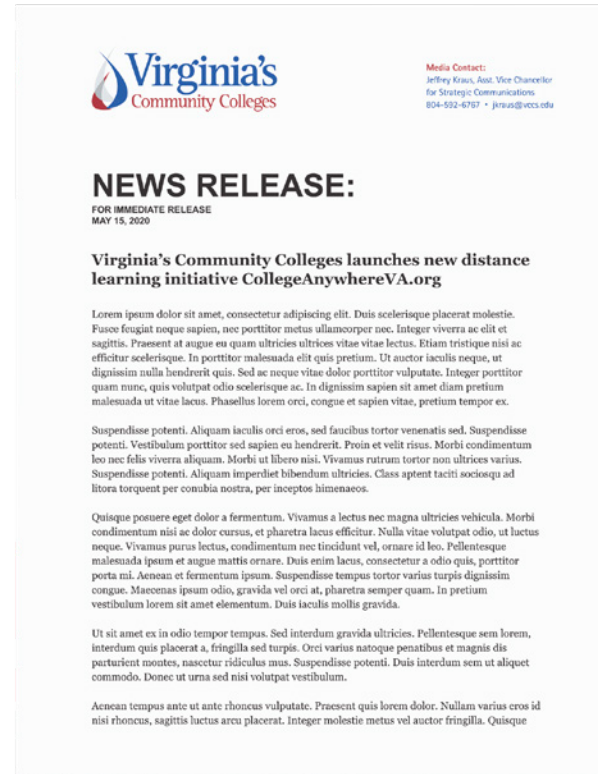 Virginia's
Community Colleges
Media Contact:
Jeffrey Kraus, Asst. Vice Chancellor
for Strategic Communications
804-592-6767 • jkraus@vccs.edu
NEWS RELEASE:
FOR IMMEDIATE RELEASE
MAY 15, 2020
Virginia's Community Colleges launches new distance
learning initiative CollegeAnywhereVA.org
Lorem ipsum dolor sit amet, consectetur adipiscing elit. Duis scelerisque placerat molestie.
Fusce feugiat neque sapien, nec porttitor metus ullamcorper nec. Integer viverra ac elit et
sagittis. Praesent at augue eu quam ultricies ultrices vitae vitae lectus. Etiam tristique nisi ac
efficitur scelerisque. In porttitor malesuada elit quis pretium. Ut auctor iaculis neque, ut
dignissim nulla hendrerit quis. Sed ac neque vitae dolor porttitor vulputate. Integer porttitor
quam nunc, quis volutpat odio scelerisque ac. In dignissim sapien sit amet diam pretium
malesuada ut vitae lacus. Phasellus lorem orci, congue et sapien vitae, pretium tempor ex.
Suspendisse potenti. Aliquam iaculis orci eros, sed faucibus tortor venenatis sed. Suspendisse
potenti. Vestibulum porttitor sed sapien eu hendrerit. Proin et velit risus. Morbi condimentum
leo nec felis viverra aliquam. Morbi ut libero nisi. Vivamus rutrum tortor non ultrices varius.
Suspendisse potenti. Aliquam imperdiet bibendum ultricies. Class aptent taciti sociosqu ad
litora torquent per conubia nostra, per inceptos himenaeos.
Quisque posuere eget dolor a fermentum. Vivamus a lectus nec magna ultricies vehicula. Morbi
condimentum nisi ac dolor cursus, et pharetra lacus efficitur. Nulla vitae volutpat odio, ut luctus
neque. Vivamus purus lectus, condimentum nec tincidunt vel, ornare id leo. Pellentesque
malesuada ipsum et augue mattis ornare. Duis enim lacus, consectetur a odio quis, porttitor
porta mi. Aenean et fermentum ipsum. Suspendisse tempus tortor varius turpis dignissim
congue. Maecenas ipsum odio, gravida vel orci at, pharetra semper quam. In pretium
vestibulum lorem sit amet elementum. Duis iaculis mollis gravida.
Ut sit amet ex in odio tempor tempus. Sed interdum gravida ultricies. Pellentesque sem lorem,
interdum quis placerat a, fringilla sed turpis. Orci varius natoque penatibus et magnis dis
parturient montes, nascetur ridiculus mus. Suspendisse potenti. Duis interdum sem ut aliquet
commodo. Donec ut urna sed nisi volutpat vestibulum.
Aenean tempus ante ut ante rhoncus vulputate. Praesent quis lorem dolor. Nullam varius eros id
nisi rhoncus, sagittis luctus arcu placerat. Integer molestie metus vel auctor fringilla. Quisque